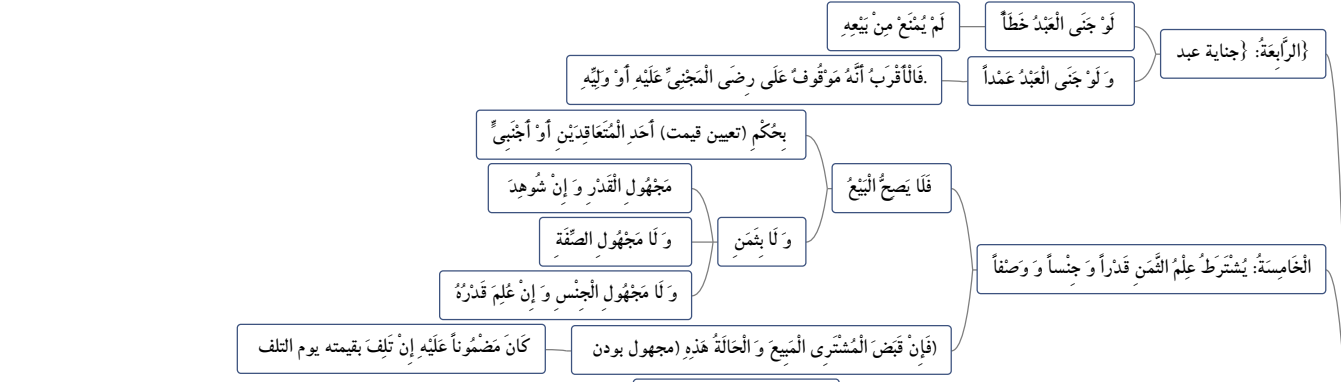 {الرَّابِعَةُ: {جناية عبد
لَوْ جَنَى الْعَبْدُ خَطَأً
لَمْ يُمْنَعْ مِنْ بَيْعِهِ
وَ لَوْ جَنَى الْعَبْدُ عَمْداً
.فَالْأَقْرَبُ أَنَّهُ مَوْقُوفٌ عَلَى رِضَى الْمَجْنِيِّ عَلَيْهِ أَوْ وَلِيِّهِ
الْخَامِسَةُ: يُشْتَرَطُ عِلْمُ الثَّمَنِ قَدْراً وَ جِنْساً وَ وَصْفاً
فَلَا يَصِحُّ الْبَيْعُ
بِحُكْمِ (تعيين قيمت) أَحَدِ الْمُتَعَاقِدَيْنِ أَوْ أَجْنَبِيٍّ
وَ لَا بِثَمَنِ
مَجْهُولِ الْقَدْرِ وَ إِنْ شُوهِدَ
وَ لَا مَجْهُولِ الصِّفَةِ
وَ لَا مَجْهُولِ الْجِنْسِ وَ إِنْ عُلِمَ قَدْرُهُ
(فَإِنْ قَبَضَ الْمُشْتَرِي الْمَبِيعَ وَ الْحَالَةُ هَذِهِ (مجهول بودن
كَانَ مَضْمُوناً عَلَيْهِ إِنْ تَلِفَ بقيمته يوم التلف